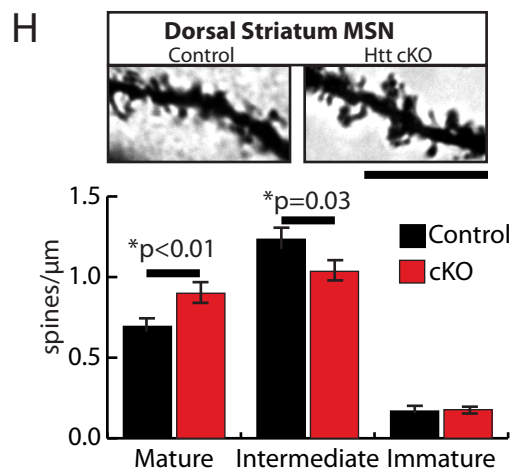 H
Dorsal Striatum MSN
Control Htt cKO
1.5
1.0
0.5
0.0
spines/μm
*p<0.01
*p=0.03
Control
cKO
Mature Intermediate Immature